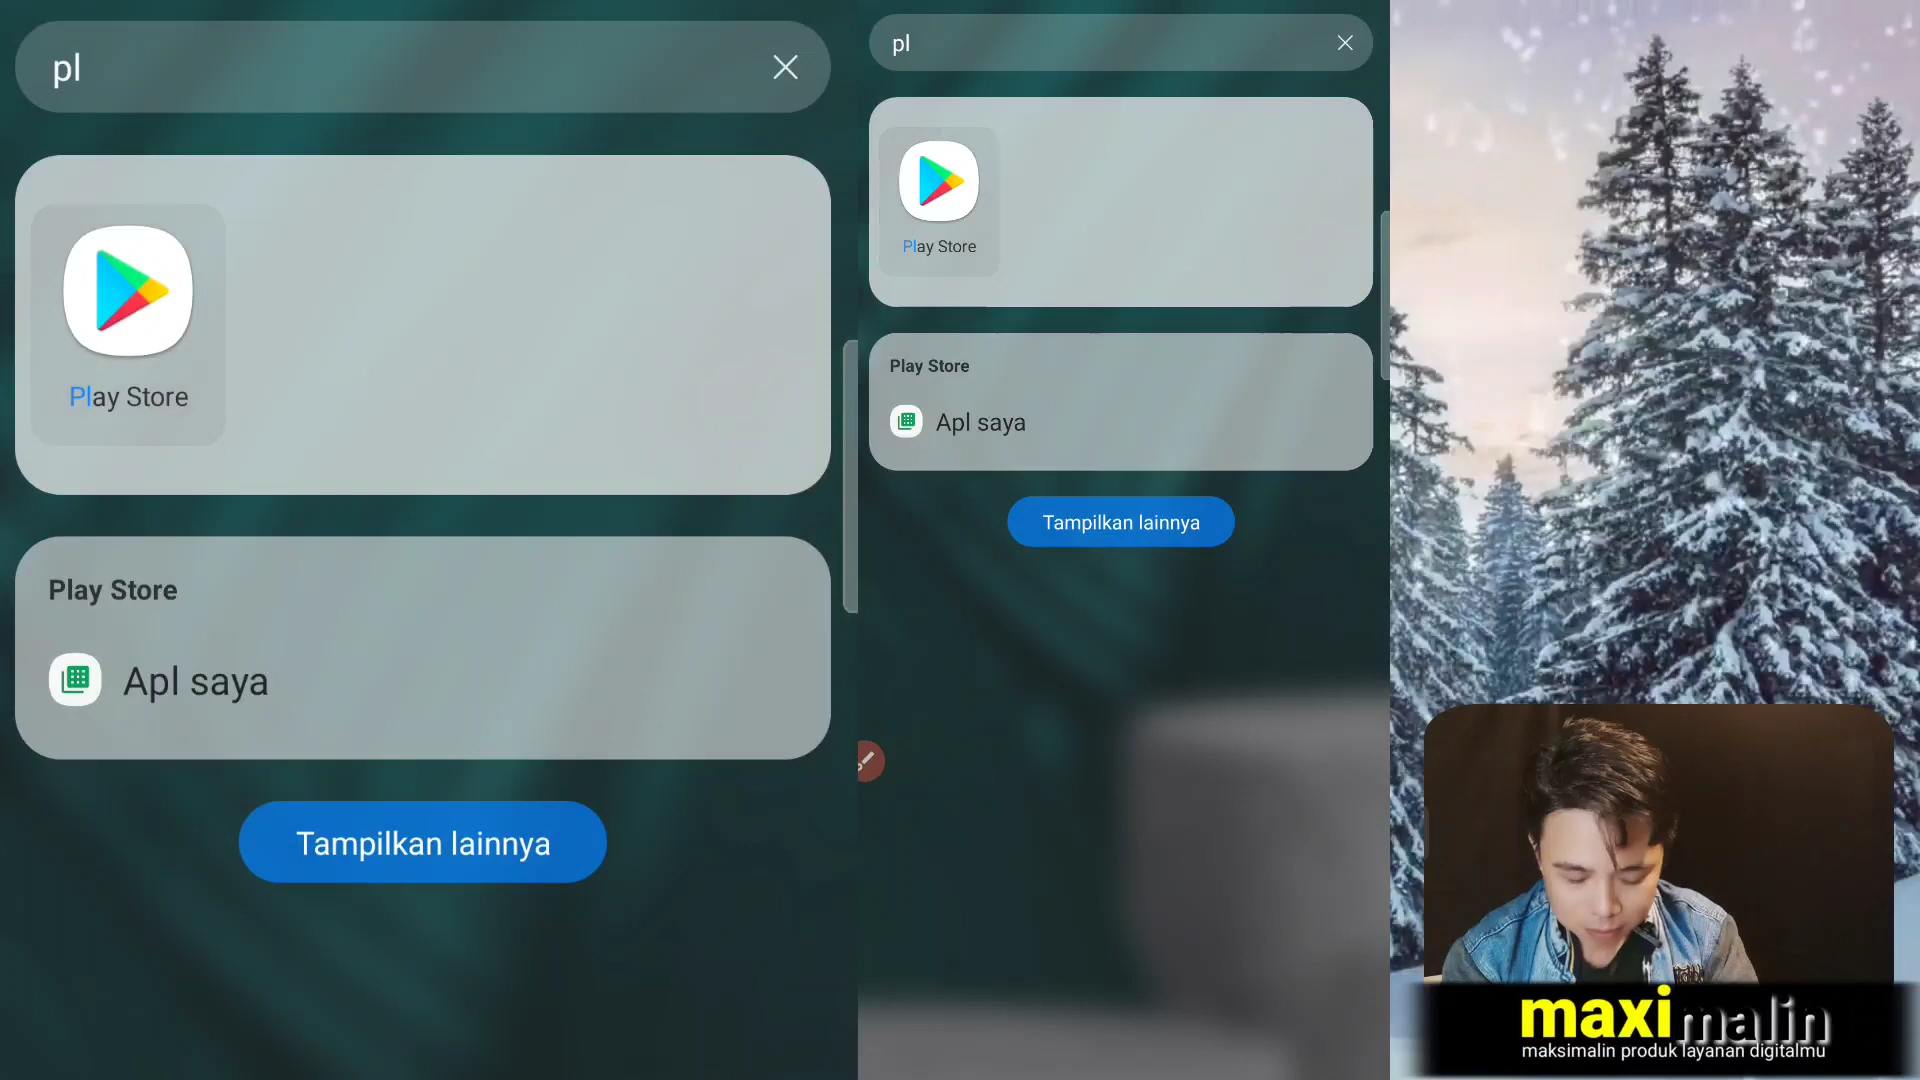 pl
Play Store
Play Store
Apl saya
Tampilkan lainnya
pl
Play Store
Play Store
Apl saya
Tampilkan lainnya
maximalin
maksimalin produk layanan digitalmu